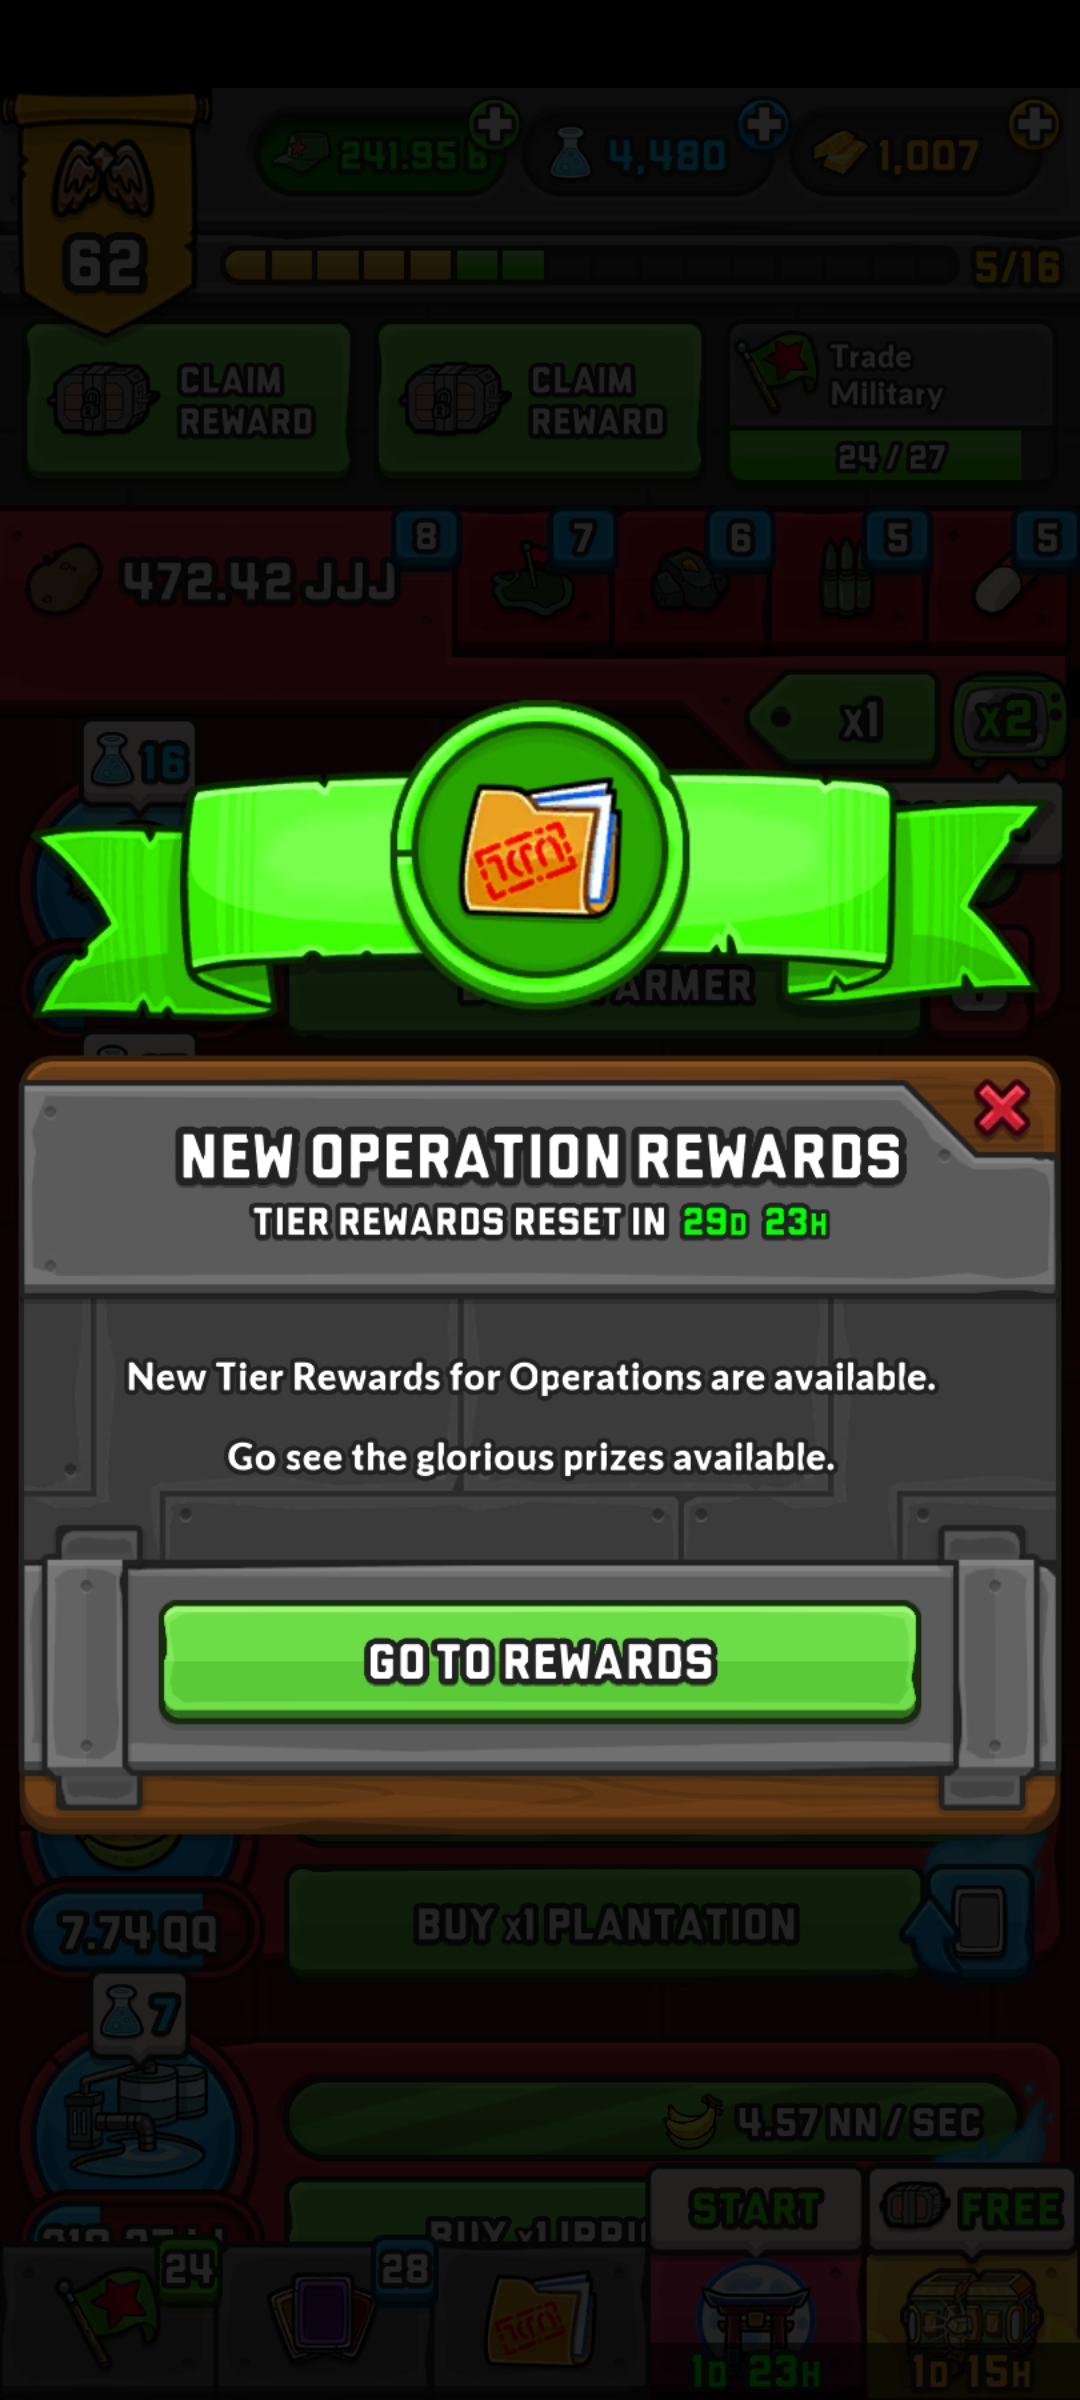 241.95 B
4,480
1,007
62
5/16
CLAIM
REWARD
CLAIM
REWARD
Trade
Military
24 / 27
8
7
6
5
5
472.42 JJJ
x1
x2
16
ARMER
NEW OPERATION REWARDS
TIER REWARDS RESET IN 29D 23H
New Tier Rewards for Operations are available.
Go see the glorious prizes available.
GO TO REWARDS
7.74 QQ
BUY x1 PLANTATION
7
4.57 NN / SEC
START
FREE
BUY x1
24
28
1D 23H
1D 15H